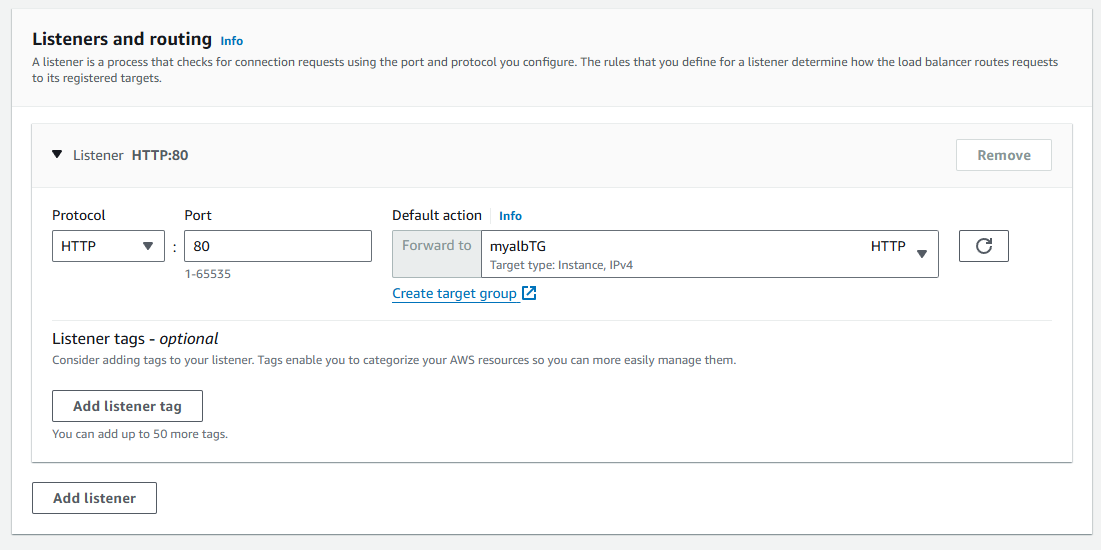 Listeners and routing Info
A listener is a process that checks for connection requests using the port and protocol you configure. The rules that you define for a listener determine how the load balancer routes requests
to its registered targets.
Listener HTTP:80
Remove
Protocol
Port
Default action Info
HTTP
:
80
Forward to
myalbTG
HTTP
Target type: Instance, IPv4
1-65535
Create target group
Listener tags - optional
Consider adding tags to your listener. Tags enable you to categorize your AWS resources so you can more easily manage them.
Add listener tag
You can add up to 50 more tags.
Add listener